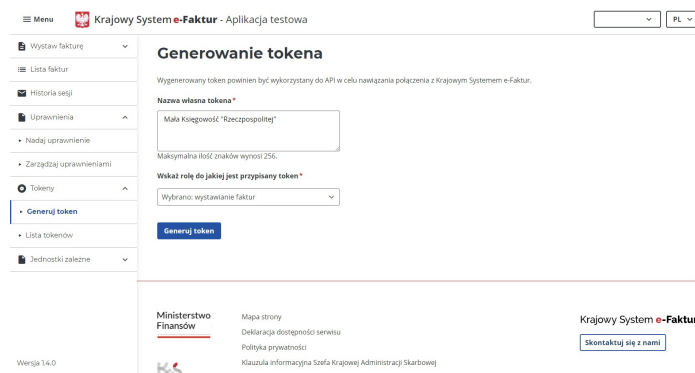 Menu
Krajowy System e-Faktur - Aplikacja testowa
PL
Wystaw fakturę
Lista faktur
Historia sesji
Uprawnienia
Nadaj uprawnienie
Zarządzaj uprawnieniami
Tokeny
Generuj token
Lista tokenów
Jednostki zależne
Wersja 1.4.0
Generowanie tokena
Wygenerowany token powinien być wykorzystany do API w celu nawiązania połączenia z Krajowym Systemem e-Faktur.
Nazwa własna tokena*
Mała Księgowość "Rzeczpospolitej"
Maksymalna ilość znaków wynosi 256.
Wskaż rolę do jakiej jest przypisany token*
Wybrano: wystawianie faktur
Generuj token
Ministerstwo
Finansów
Mapa strony
Deklaracja dostępności serwisu
Polityka prywatności
Klauzula informacyjna Szefa Krajowej Administracji Skarbowej
Krajowy System e-Faktur
Skontaktuj się z nami